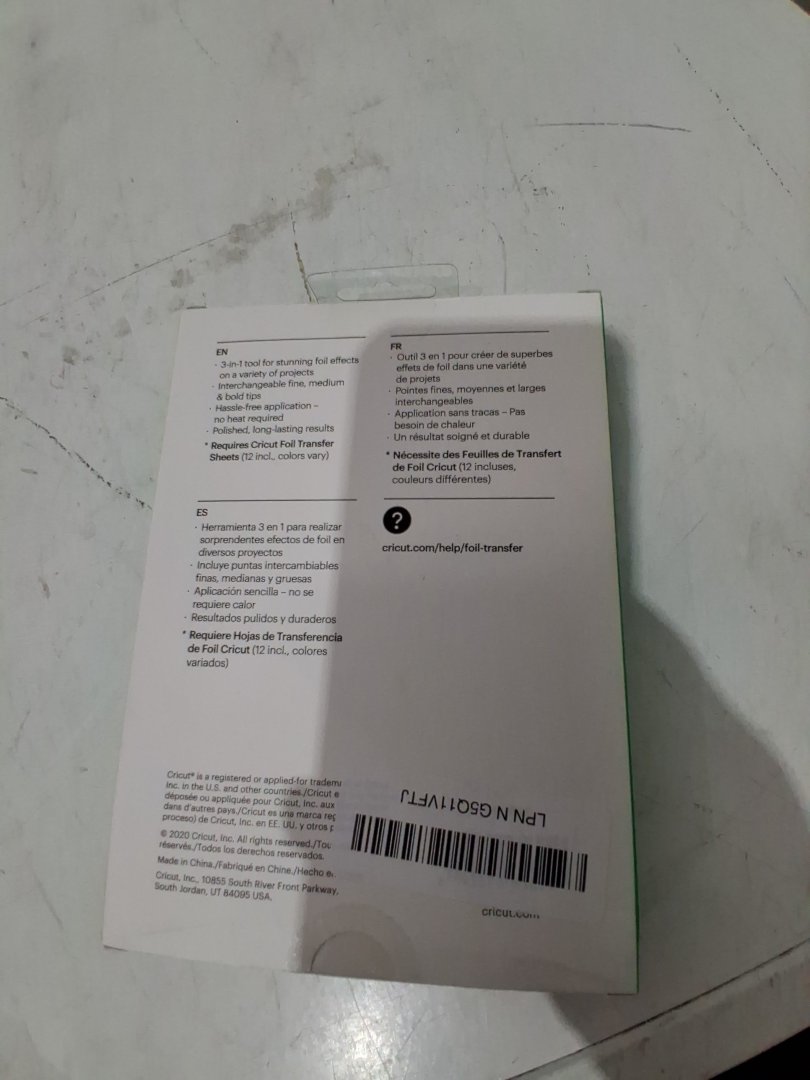 EN
· 3-in-1 tool for stunning foil effects
on a variety of projects
· Interchangeable fine, medium
& bold tips
· Hassle-free application –
no heat required
· Polished, long-lasting results
* Requires Cricut Foil Transfer
Sheets (12 incl., colors vary)
FR
· Outil 3 en 1 pour créer de superbes
effets de foil dans une variété
de projets
· Pointes fines, moyennes et larges
interchangeables
· Application sans tracas – Pas
besoin de chaleur
· Un résultat soigné et durable
* Nécessite des Feuilles de Transfert
de Foil Cricut (12 incluses,
couleurs différentes)
ES
· Herramienta 3 en 1 para realizar
sorprendentes efectos de foil en
diversos proyectos
· Incluye puntas intercambiables
finas, medianas y gruesas
· Aplicación sencilla – no se
requiere calor
· Resultados pulidos y duraderos
* Requiere Hojas de Transferencia
de Foil Cricut (12 incl., colores
variados)
?
cricut.com/help/foil-transfer
Cricut® is a registered or applied-for
Inc. in the U.S. and other countries./Cricut
déposée ou appliquée pour Cricut, Inc. aux
dans d'autres pays./Cricut es una marca
proceso) de Cricut, Inc. en EE. UU. y otros
© 2020 Cricut, Inc. All rights reserved./
réservés./Todos los derechos reservados.
Made in China./Fabriqué en Chine./Hecho
Cricut, Inc., 10855 South River Front Parkway,
South Jordan, UT 84095 USA.
LPN N G5Q11VFTJ
cricut.com